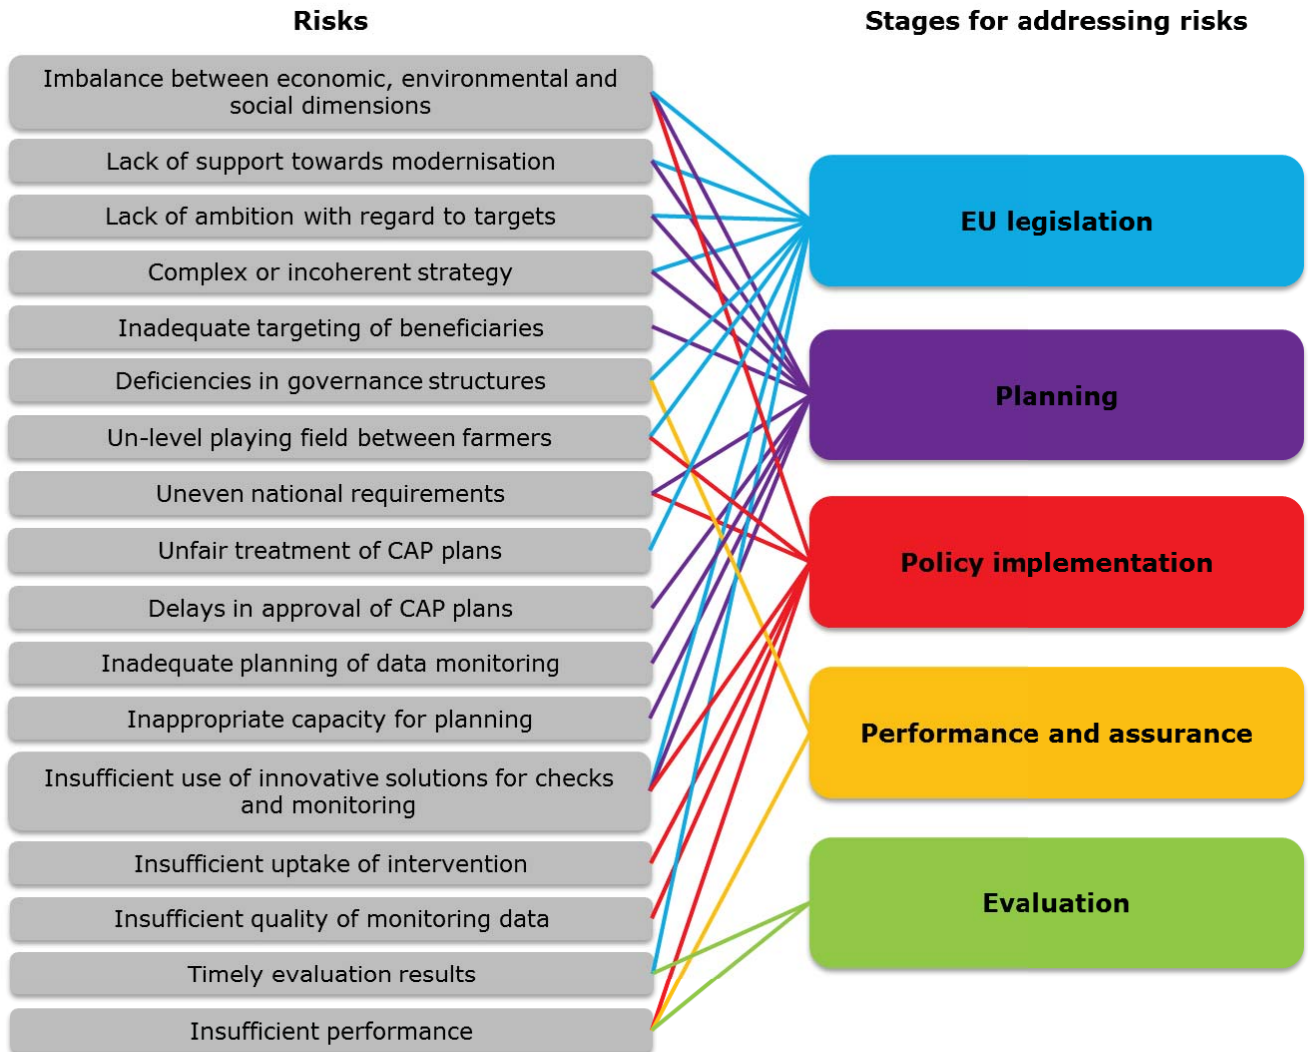 Risks
Stages for addressing risks
Imbalance between economic, environmental and
social dimensions
Lack of support towards modernisation
Lack of ambition with regard to targets
Complex or incoherent strategy
Inadequate targeting of beneficiaries
Deficiencies in governance structures
Un-level playing field between farmers
Uneven national requirements
Unfair treatment of CAP plans
Delays in approval of CAP plans
Inadequate planning of data monitoring
Inappropriate capacity for planning
Insufficient use of innovative solutions for checks
and monitoring
Insufficient uptake of intervention
Insufficient quality of monitoring data
Timely evaluation results
Insufficient performance
EU legislation
Planning
Policy implementation
Performance and assurance
Evaluation